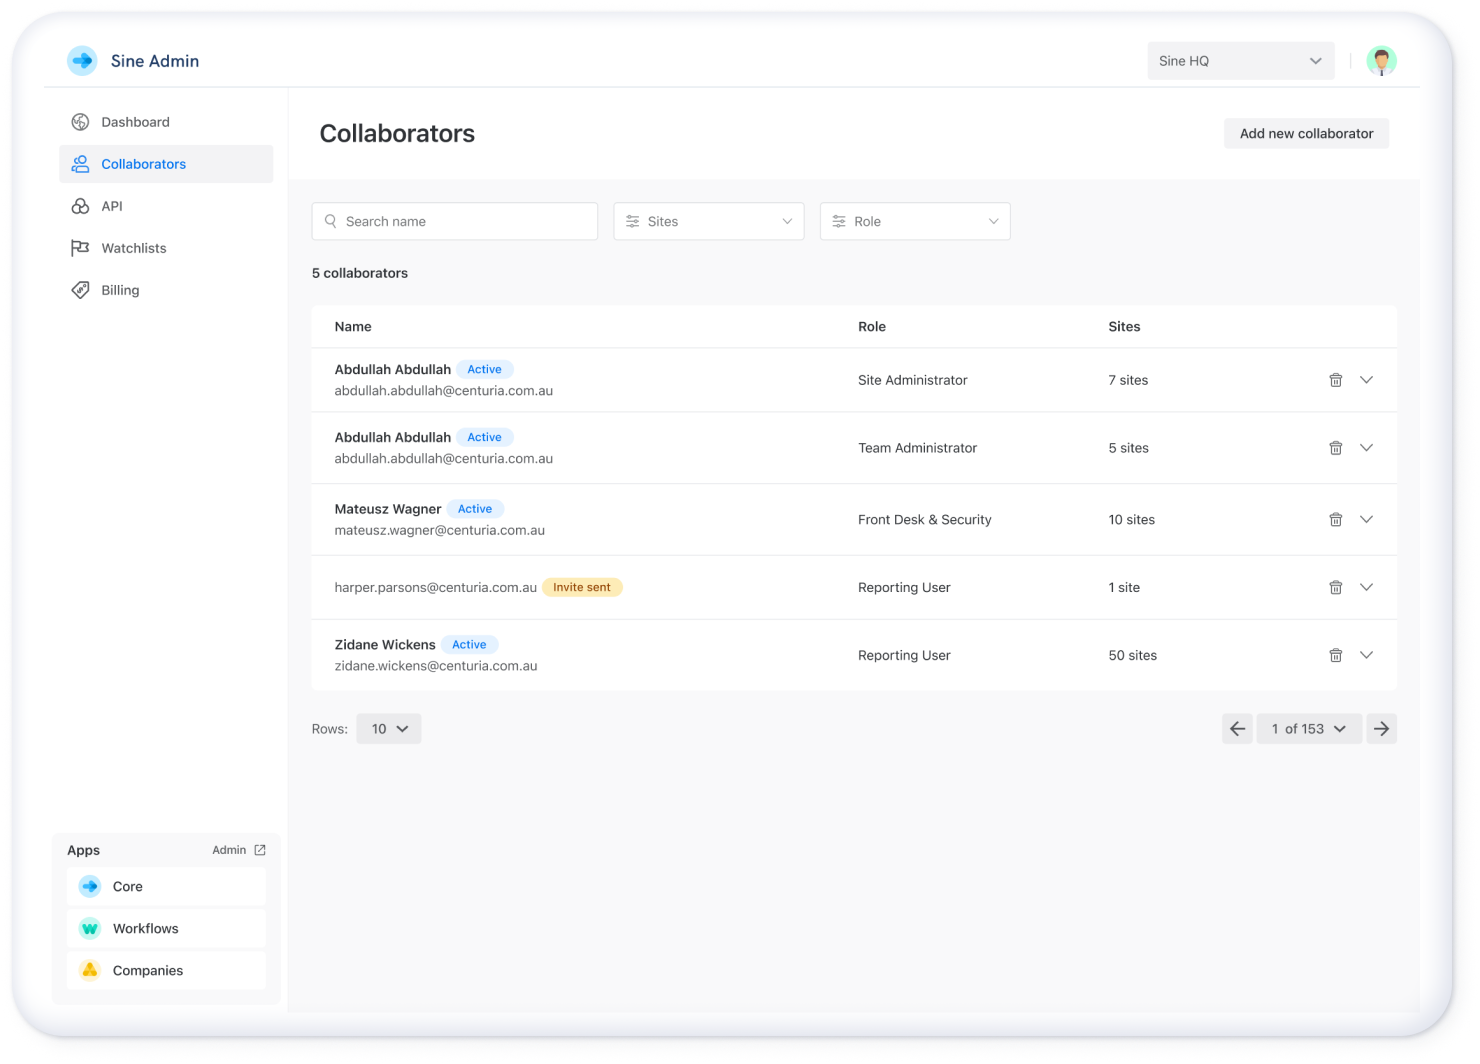 Sine Admin
Sine HQ
Dashboard
Collaborators
API
Watchlists
Billing
Collaborators
Add new collaborator
Search name
Sites
Role
5 collaborators
Name Role Sites
Abdullah Abdullah Active
abdullah.abdullah@centuria.com.au
Site Administrator
7 sites
Abdullah Abdullah Active
abdullah.abdullah@centuria.com.au
Team Administrator
5 sites
Mateusz Wagner Active
mateusz.wagner@centuria.com.au
Front Desk & Security
10 sites
harper.parsons@centuria.com.au Invite sent
Reporting User
1 site
Zidane Wickens Active
zidane.wickens@centuria.com.au
Reporting User
50 sites
Rows: 10
1 of 153
Apps Admin
Core
Workflows
Companies